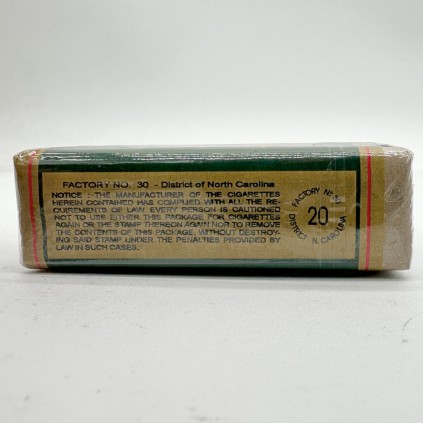 FACTORY NO. 30 - District of North Carolina
NOTICE : THE MANUFACTURER OF THE CIGARETTES
HEREIN CONTAINED HAS COMPLIED WITH ALL THE RE-
QUIREMENTS OF LAW. EVERY PERSON IS CAUTIONED
NOT TO USE EITHER THIS PACKAGE FOR CIGARETTES
AGAIN OR THE STAMP THEREON AGAIN NOR TO REMOVE
THE CONTENTS OF THIS PACKAGE, WITHOUT DESTROY-
ING SAID STAMP UNDER THE PENALTIES PROVIDED BY
LAW IN SUCH CASES.
FACTORY No
20
DISTRICT N. CAROLINA